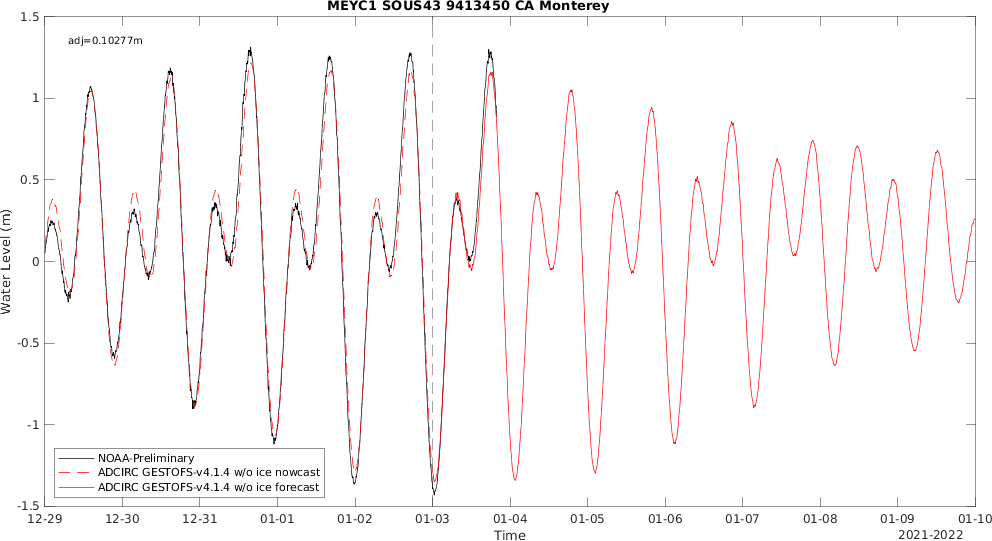 MEYC1 SOUS43 9413450 CA Monterey
adj=0.10277m
Water Level (m)
1.5
1
0.5
0
-0.5
-1
-1.5
NOAA-Preliminary
ADCIRC GESTOFS-v4.1.4 w/o ice nowcast
ADCIRC GESTOFS-v4.1.4 w/o ice forecast
12-29 12-30 12-31 01-01 01-02 01-03 01-04 01-05 01-06 01-07 01-08 01-09 01-10
Time
2021-2022